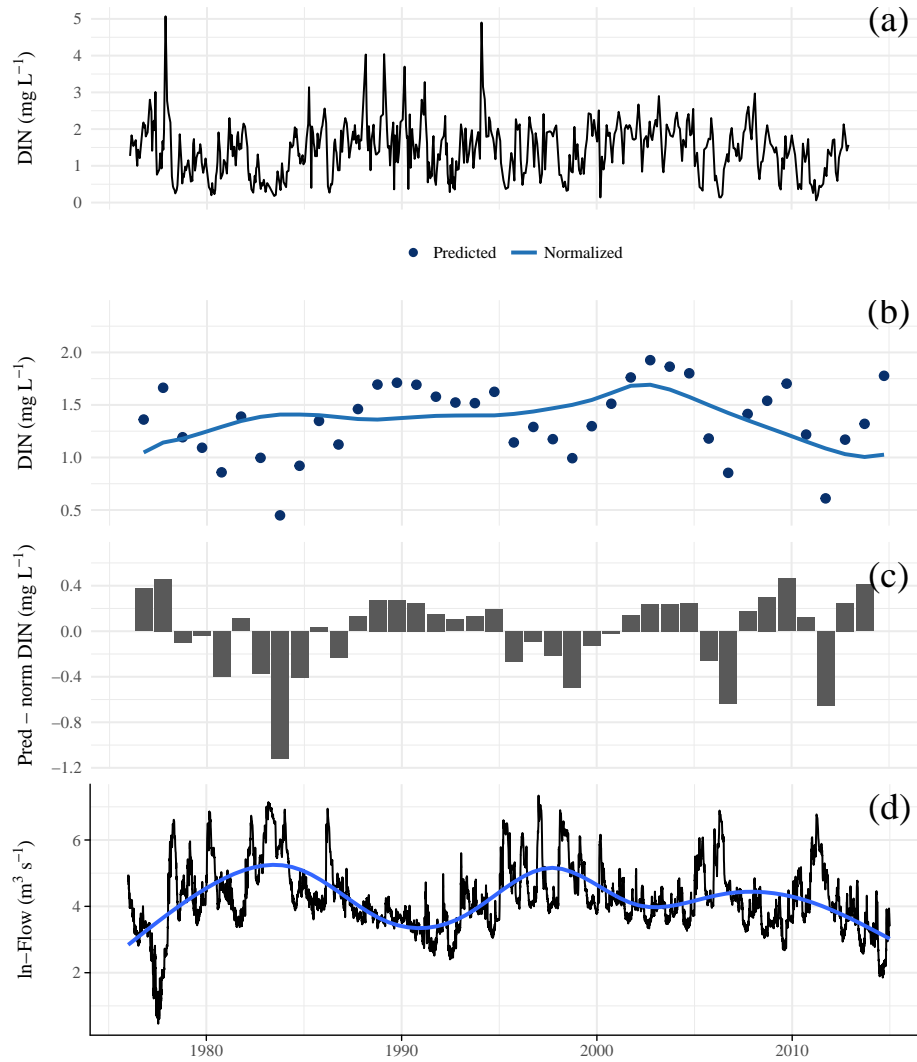 (a)
DIN (mg L⁻¹)
5
4
3
2
1
0
Predicted Normalized
(b)
DIN (mg L⁻¹)
2.0
1.5
1.0
0.5
(c)
Pred − norm DIN (mg L⁻¹)
0.4
0.0
−0.4
−0.8
−1.2
(d)
ln−Flow (m³ s⁻¹)
6
4
2
1980 1990 2000 2010